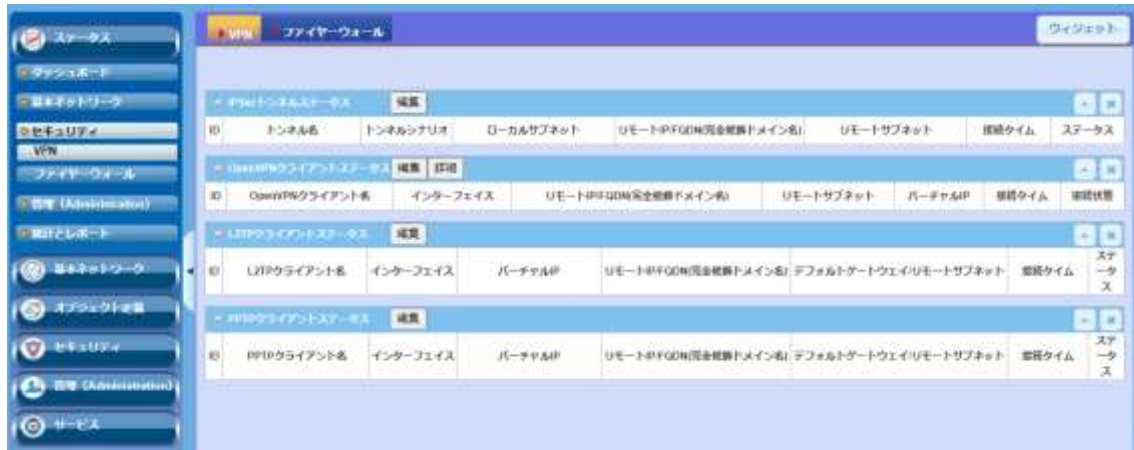 ステータス
VPN
ファイヤーウォール
ウィジェット
ダッシュボード
基本ネットワーク
IPSecトンネルステータス
編集
セキュリティ
ID
トンネル名
トンネルシナリオ
ローカルサブネット
リモートIP/FQDN(完全修飾ドメイン名)
リモートサブネット
接続タイム
ステータス
VPN
ファイヤーウォール
OpenVPNクライアントステータス
編集
詳細
管理 (Administration)
ID
OpenVPNクライアント名
インターフェイス
リモートIP/FQDN(完全修飾ドメイン名)
リモートサブネット
バーチャルIP
接続タイム
接続状態
統計とレポート
L2TPクライアントステータス
編集
基本ネットワーク
ID
L2TPクライアント名
インターフェイス
バーチャルIP
リモートIP/FQDN(完全修飾ドメイン名)
デフォルトゲートウェイ/リモートサブネット
接続タイム
ステータス
オブジェクト定義
PPTPクライアントステータス
編集
セキュリティ
ID
PPTPクライアント名
インターフェイス
バーチャルIP
リモートIP/FQDN(完全修飾ドメイン名)
デフォルトゲートウェイ/リモートサブネット
接続タイム
ステータス
管理 (Administration)
サービス